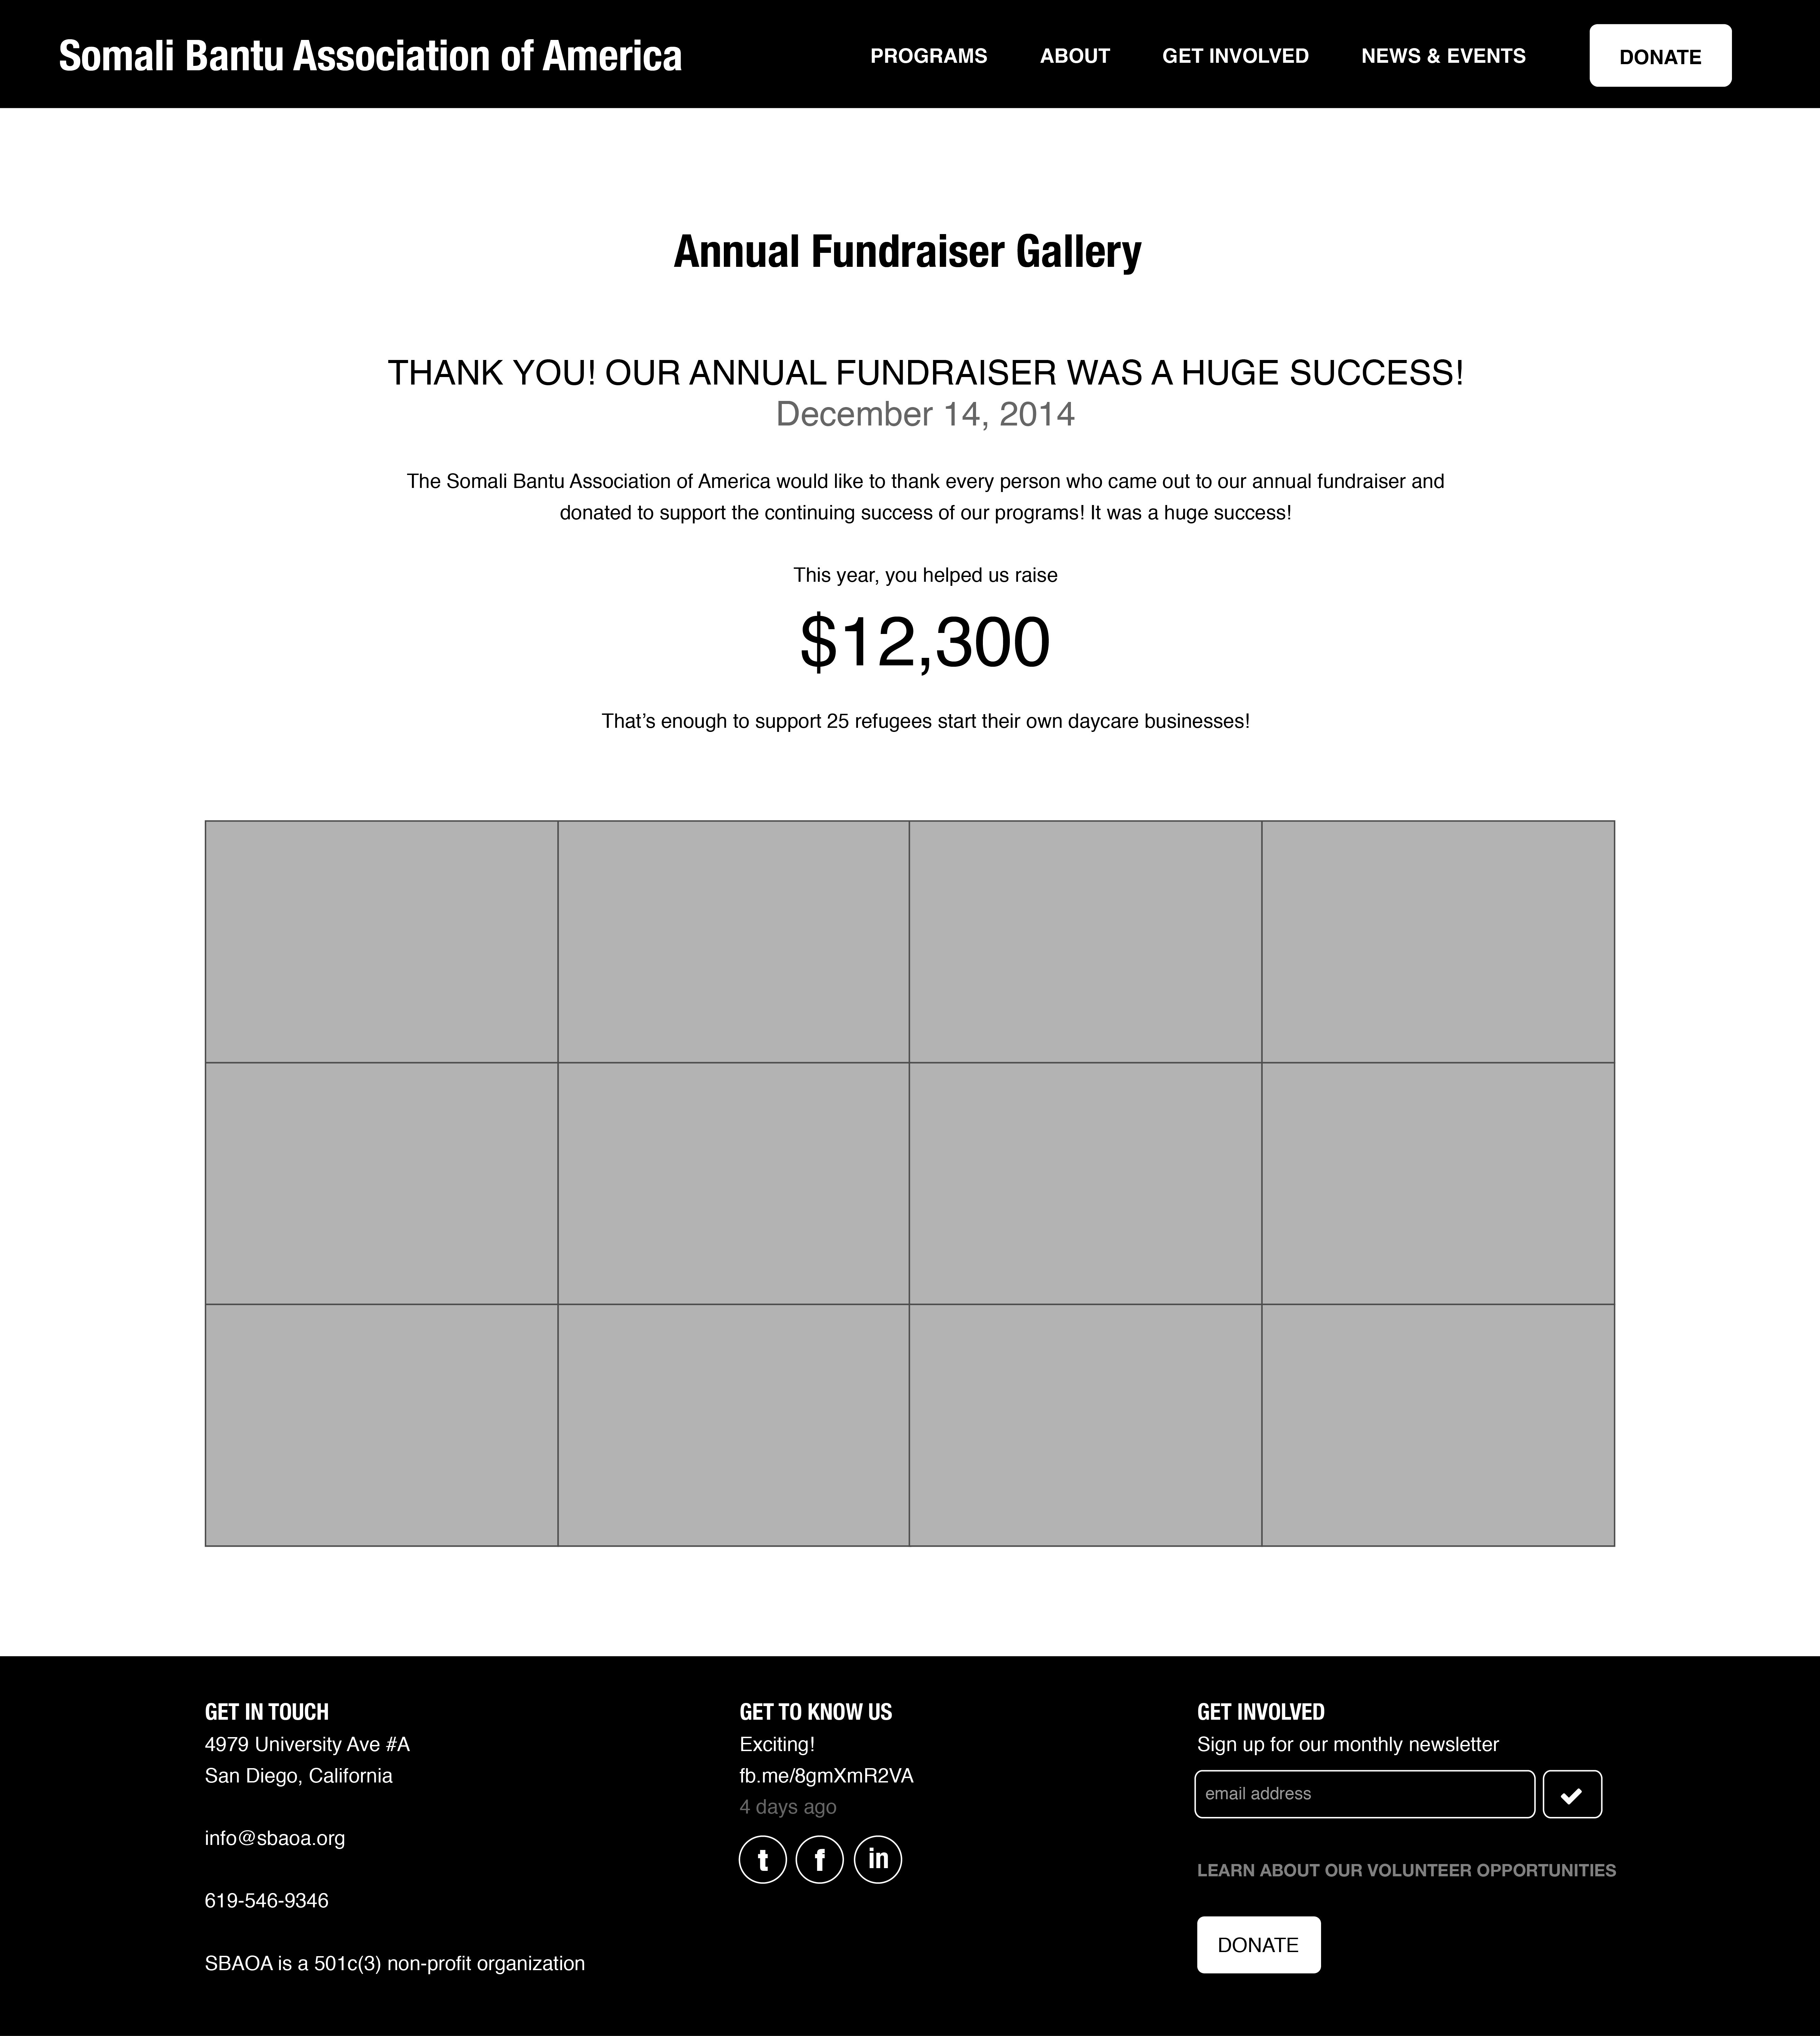 Somali Bantu Association of America
PROGRAMS
ABOUT
GET INVOLVED
NEWS & EVENTS
DONATE
Annual Fundraiser Gallery
THANK YOU! OUR ANNUAL FUNDRAISER WAS A HUGE SUCCESS!
December 14, 2014
The Somali Bantu Association of America would like to thank every person who came out to our annual fundraiser and
donated to support the continuing success of our programs! It was a huge success!
This year, you helped us raise
$12,300
That’s enough to support 25 refugees start their own daycare businesses!
GET IN TOUCH
4979 University Ave #A
San Diego, California
info@sbaoa.org
619-546-9346
SBAOA is a 501c(3) non-profit organization
GET TO KNOW US
Exciting!
fb.me/8gmXmR2VA
4 days ago
t
f
in
GET INVOLVED
Sign up for our monthly newsletter
email address
LEARN ABOUT OUR VOLUNTEER OPPORTUNITIES
DONATE